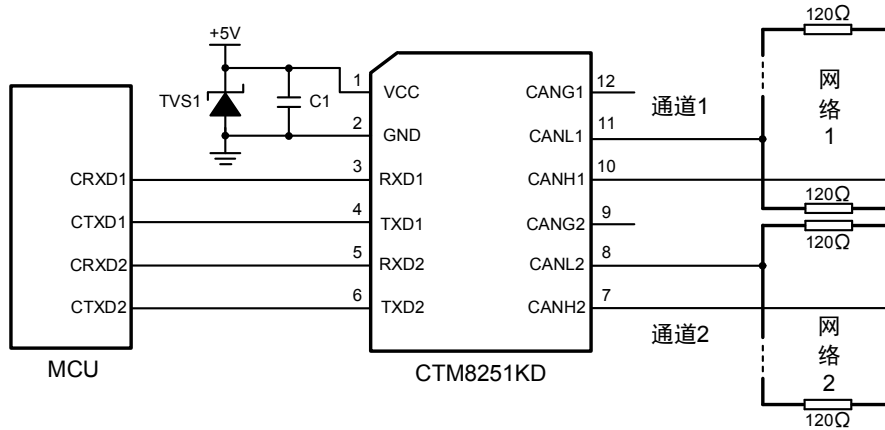 120Ω
+5V
TVS1
C1
1
VCC
CANG1
12
通道1
网络1
2
GND
CANL1
11
CRXD1
3
RXD1
CANH1
10
120Ω
CTXD1
4
TXD1
CANG2
9
120Ω
CRXD2
5
RXD2
CANL2
8
CTXD2
6
TXD2
CANH2
7
通道2
网络2
MCU
CTM8251KD
120Ω